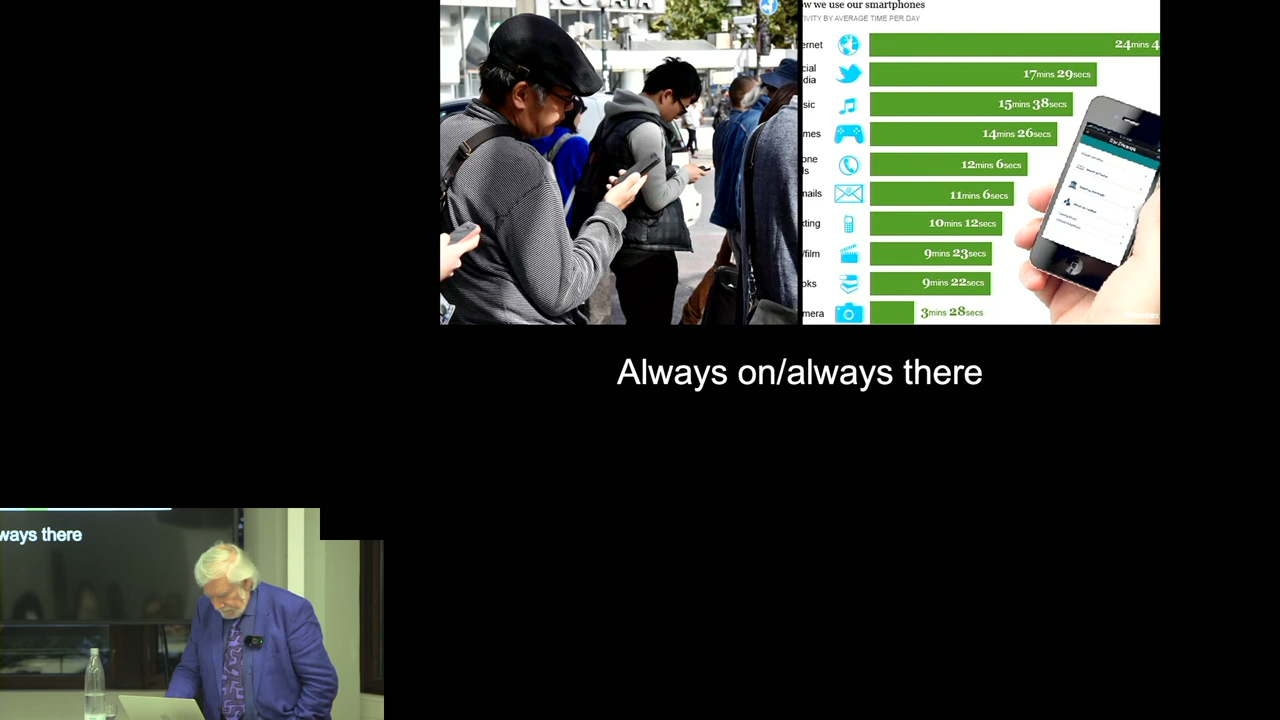 ow we use our smartphones
IVITY BY AVERAGE TIME PER DAY
ernet 24mins 4
cial dia 17mins 29secs
sic 15mins 38secs
mes 14mins 26secs
one ls 12mins 6secs
mails 11mins 6secs
xting 10mins 12secs
/film 9mins 23secs
oks 9mins 22secs
mera 3mins 28secs
Always on/always there
ways there